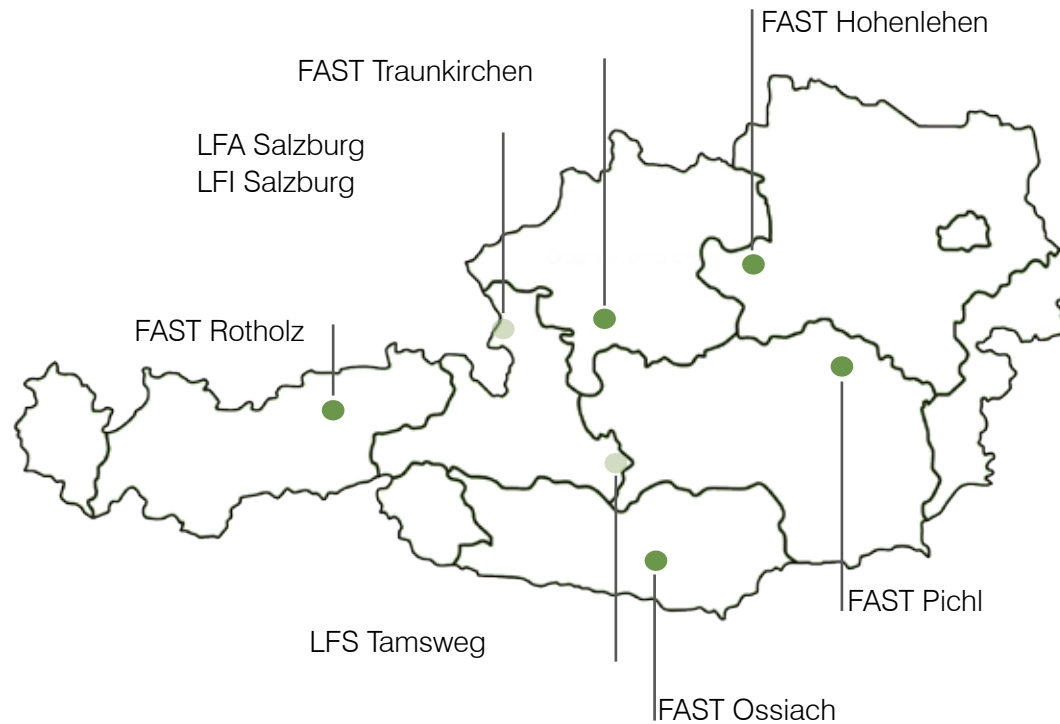 FAST Hohenlehen
FAST Traunkirchen
LFA Salzburg
LFI Salzburg
FAST Rotholz
FAST Pichl
LFS Tamsweg
FAST Ossiach